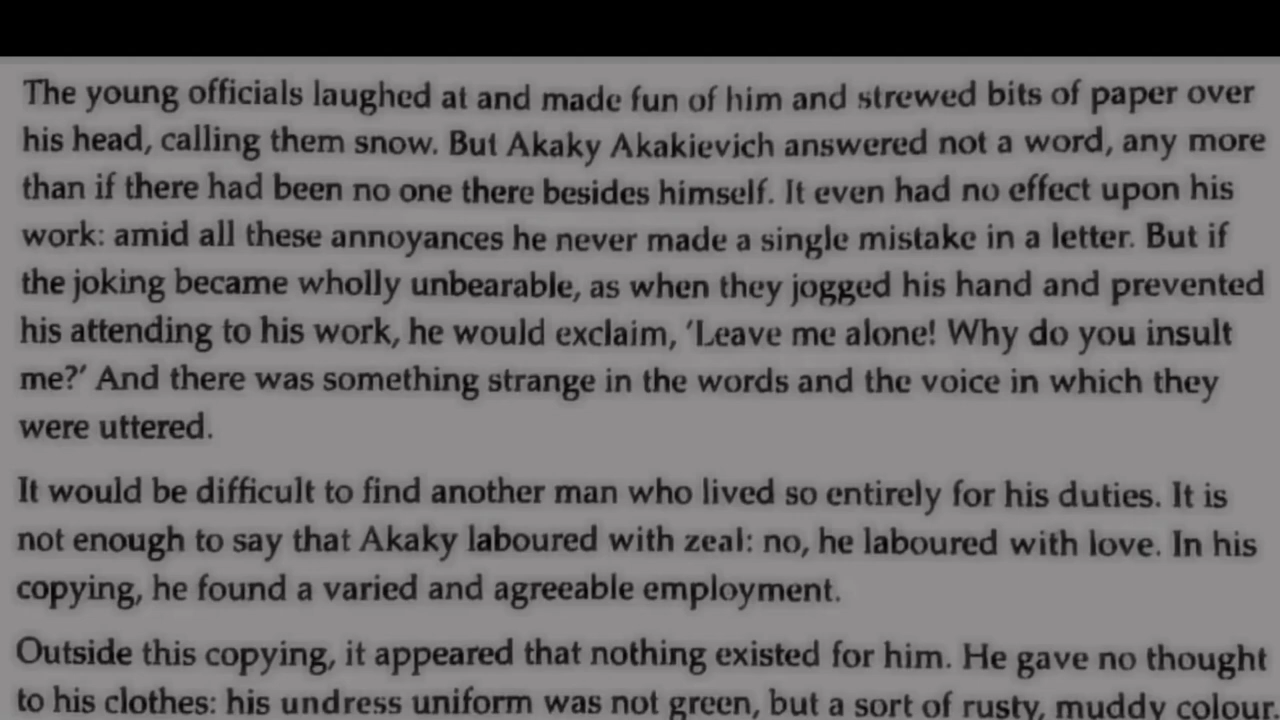 The young officials laughed at and made fun of him and strewed bits of paper over
his head, calling them snow. But Akaky Akakievich answered not a word, any more
than if there had been no one there besides himself. It even had no effect upon his
work: amid all these annoyances he never made a single mistake in a letter. But if
the joking became wholly unbearable, as when they jogged his hand and prevented
his attending to his work, he would exclaim, ‘Leave me alone! Why do you insult
me?’ And there was something strange in the words and the voice in which they
were uttered.
It would be difficult to find another man who lived so entirely for his duties. It is
not enough to say that Akaky laboured with zeal: no, he laboured with love. In his
copying, he found a varied and agreeable employment.
Outside this copying, it appeared that nothing existed for him. He gave no thought
to his clothes: his undress uniform was not green, but a sort of rusty, muddy colour.